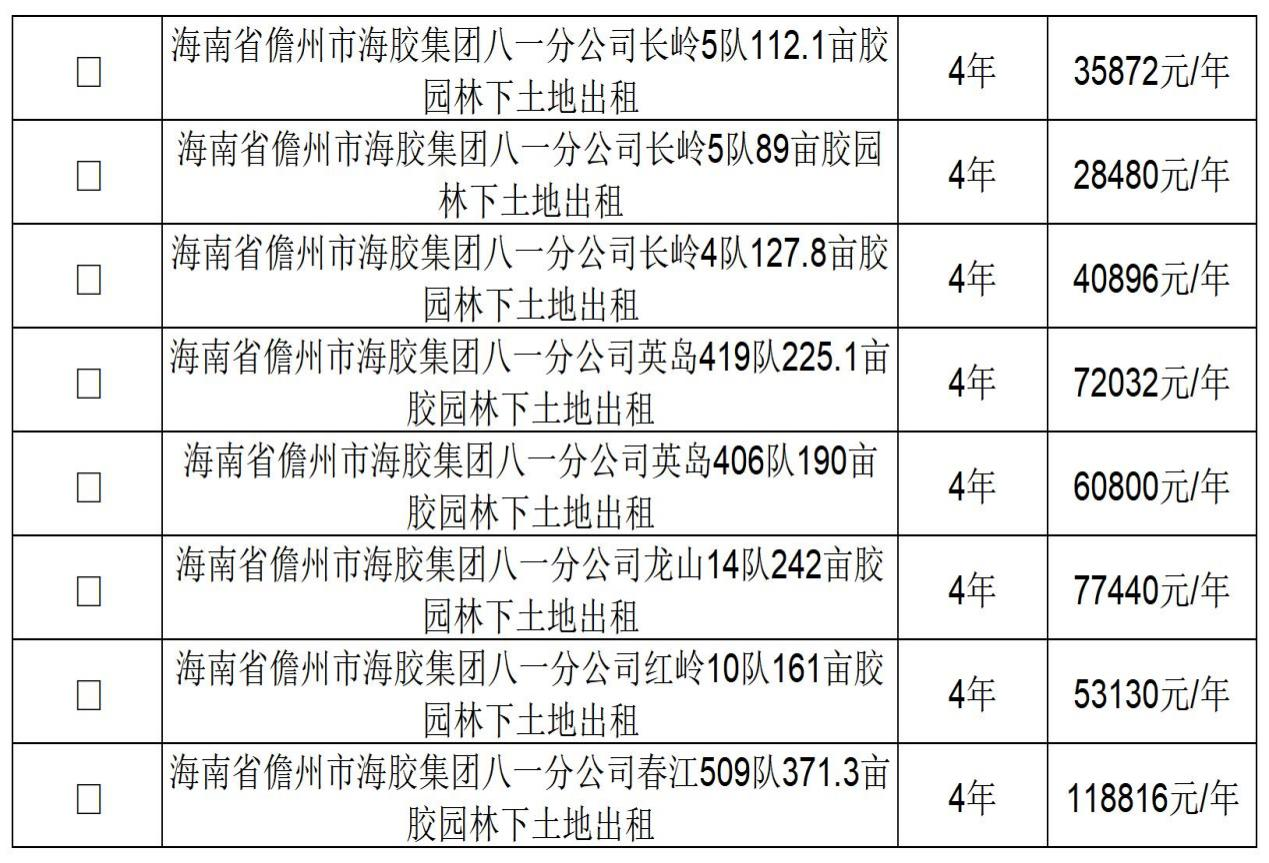 海南省儋州市海胶集团八一分公司长岭5队112.1亩胶
园林下土地出租
4年
35872元/年
海南省儋州市海胶集团八一分公司长岭5队89亩胶园
林下土地出租
4年
28480元/年
海南省儋州市海胶集团八一分公司长岭4队127.8亩胶
园林下土地出租
4年
40896元/年
海南省儋州市海胶集团八一分公司英岛419队225.1亩
胶园林下土地出租
4年
72032元/年
海南省儋州市海胶集团八一分公司英岛406队190亩
胶园林下土地出租
4年
60800元/年
海南省儋州市海胶集团八一分公司龙山14队242亩胶
园林下土地出租
4年
77440元/年
海南省儋州市海胶集团八一分公司红岭10队161亩胶
园林下土地出租
4年
53130元/年
海南省儋州市海胶集团八一分公司春江509队371.3亩
胶园林下土地出租
4年
118816元/年